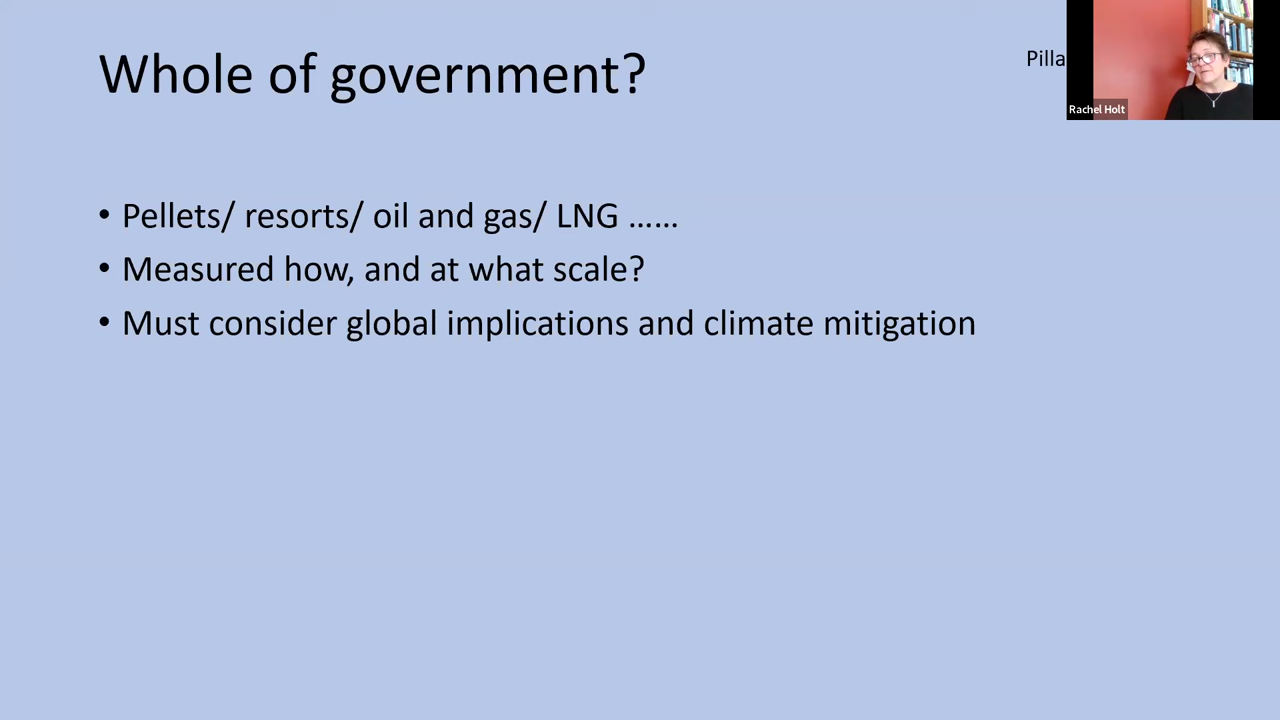 Whole of government?
Pilla
Rachel Holt
• Pellets/ resorts/ oil and gas/ LNG ……
• Measured how, and at what scale?
• Must consider global implications and climate mitigation